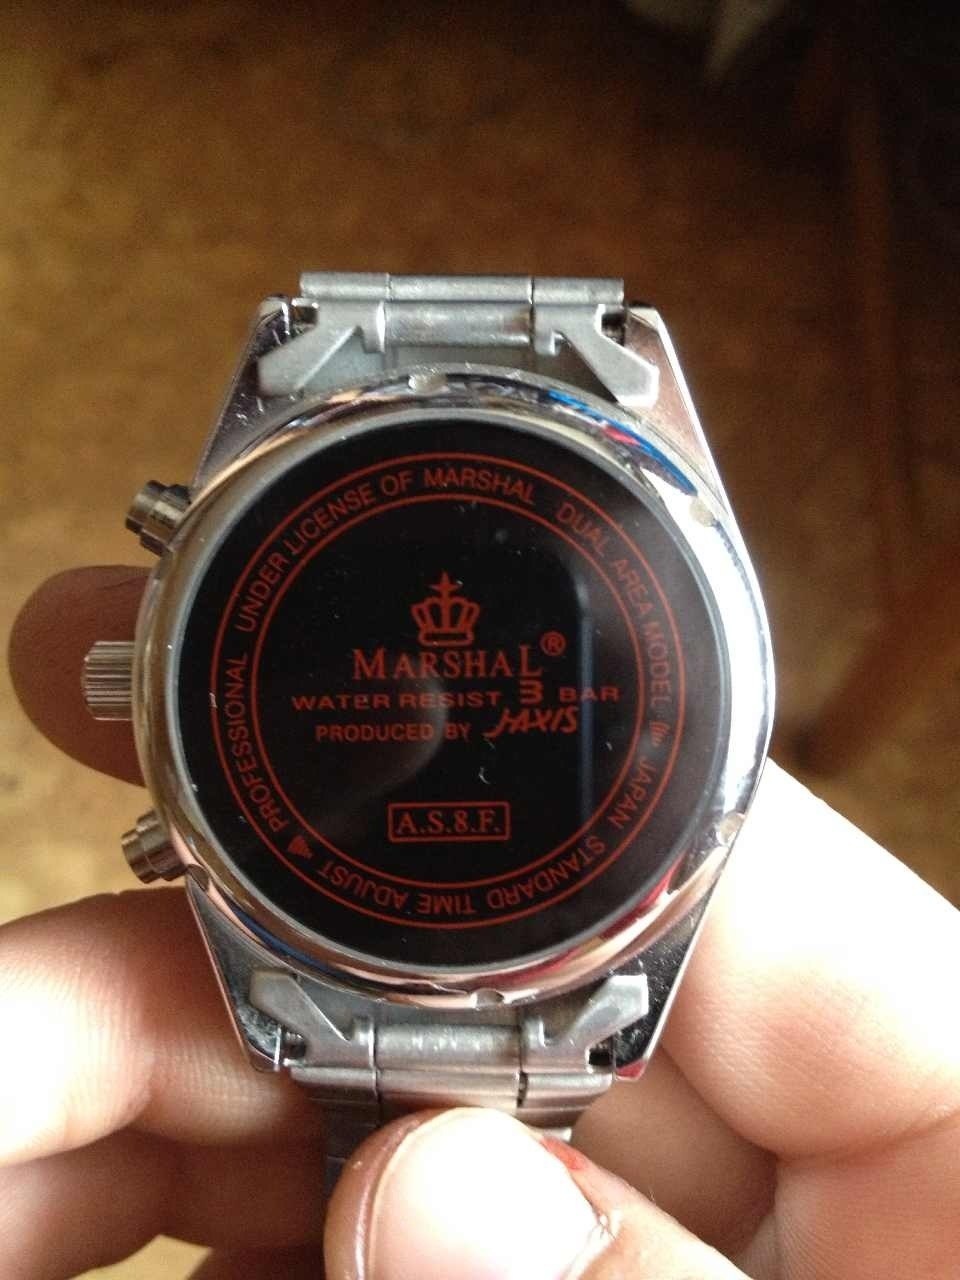 PROFESSIONAL UNDER LICENSE OF MARSHAL DUAL AREA MODEL JAPAN STANDARD TIME ADJUST
MARSHAL®
WATER RESIST 3 BAR
PRODUCED BY J-AXIS
A.S.8.F.